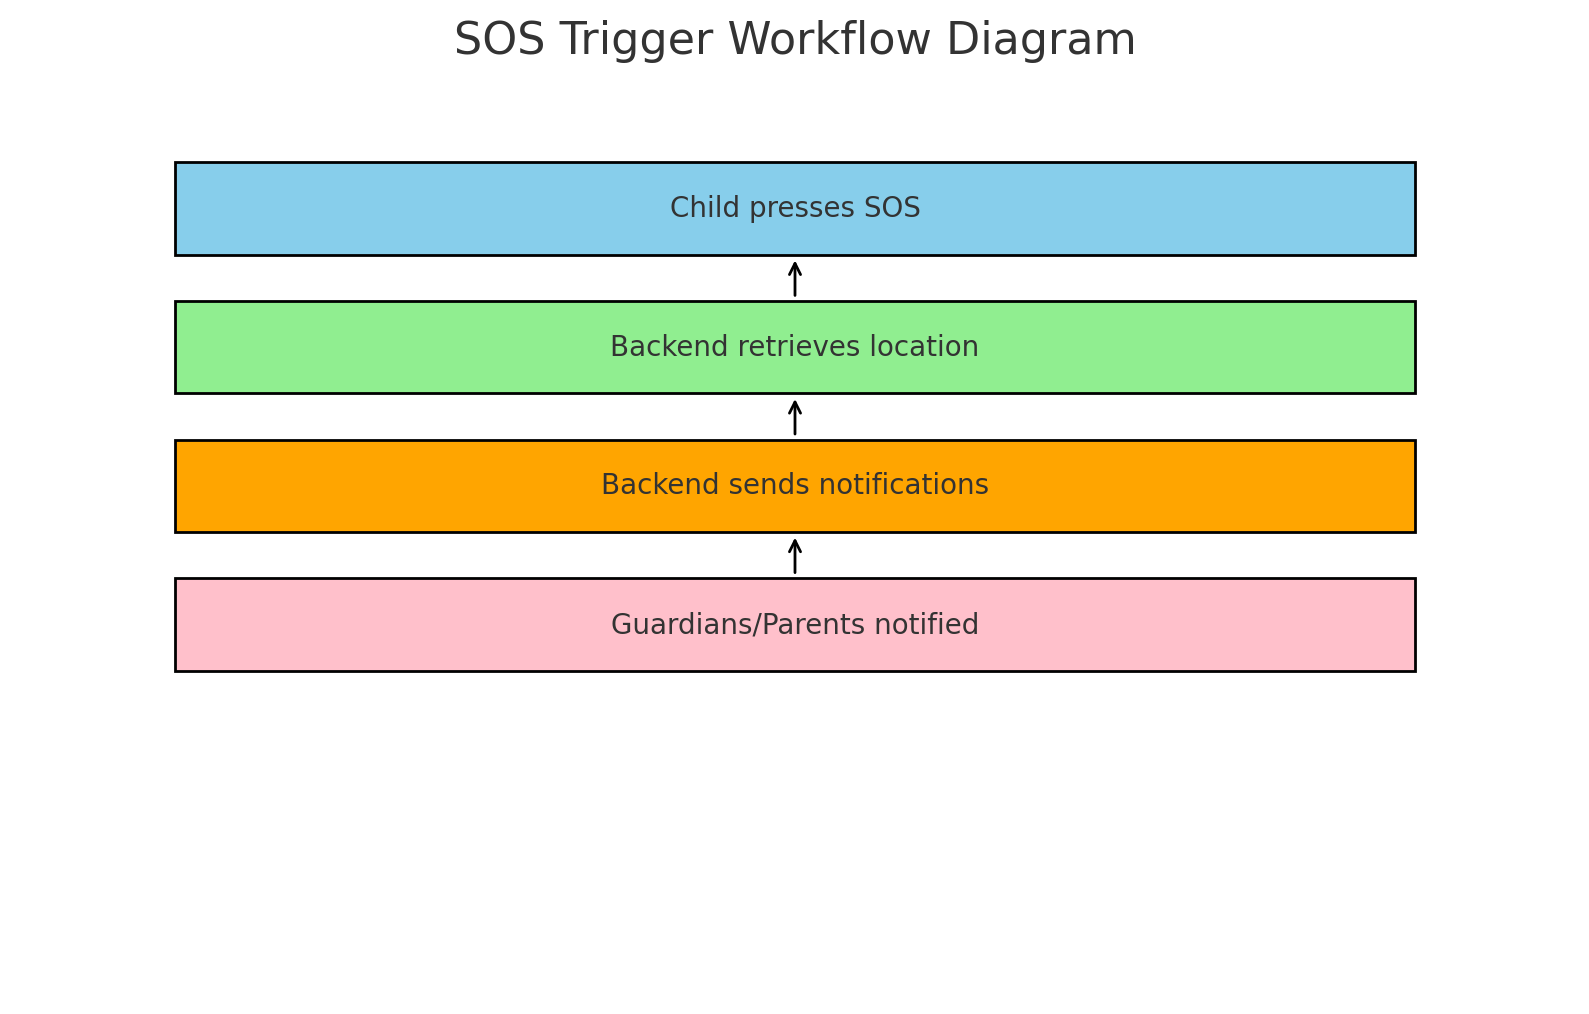 SOS Trigger Workflow Diagram
Child presses SOS
Backend retrieves location
Backend sends notifications
Guardians/Parents notified